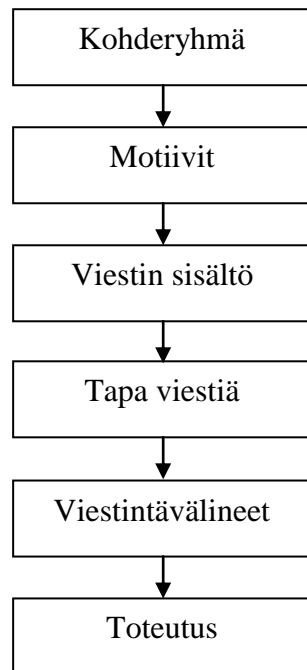 Kohderyhmä
Motiivit
Viestin sisältö
Tapa viestiä
Viestintävälineet
Toteutus